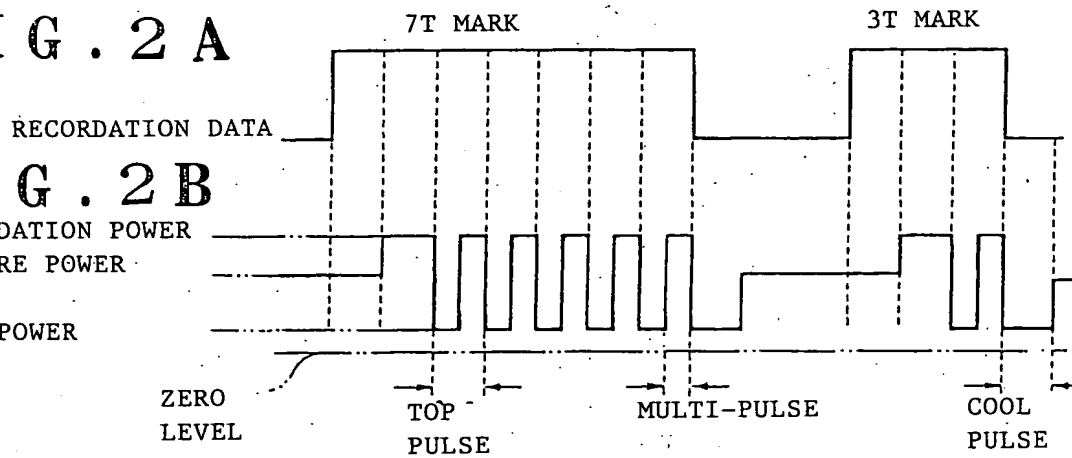 7T MARK 3T MARK
IG.2A
RECORDATION DATA
G.2B
DATION POWER
RE POWER
POWER
ZERO
LEVEL
TOP
PULSE
MULTI-PULSE
COOL
PULSE